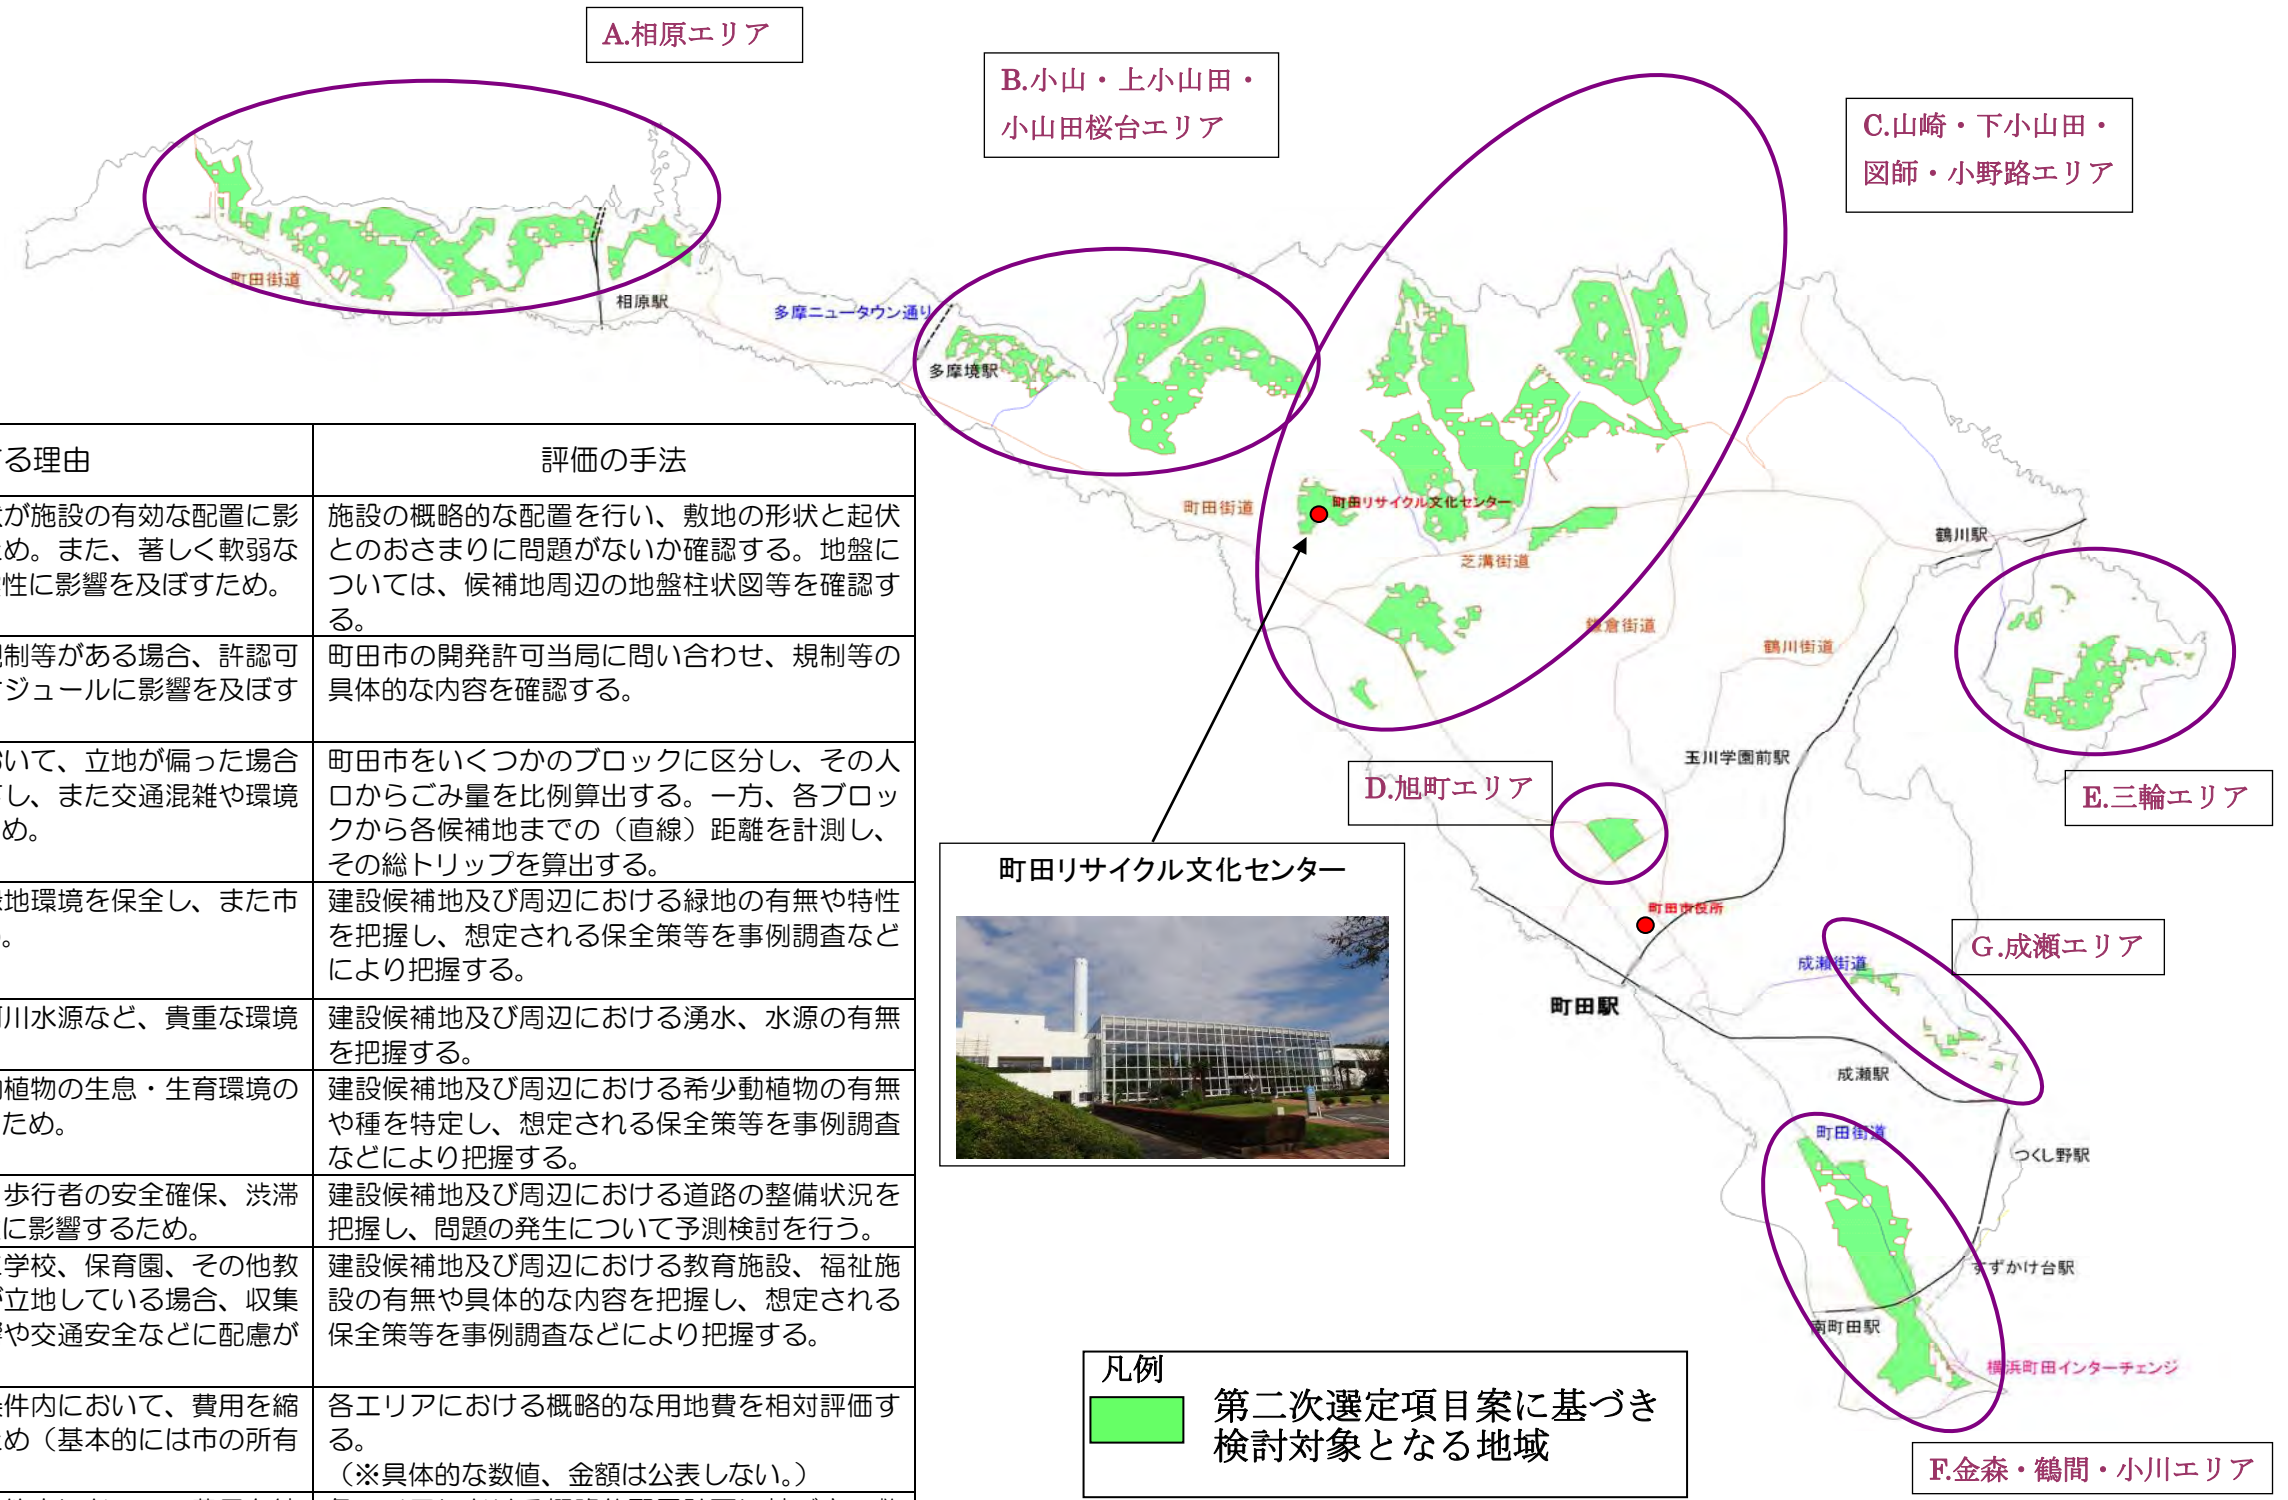 A.相原エリア
B.小山・上小山田・
小山田桜台エリア
C.山崎・下小山田・
図師・小野路エリア
町田街道
相原駅
多摩ニュータウン通り
多摩境駅
町田街道
町田リサイクル文化センター
芝溝街道
鎌倉街道
鶴川街道
鶴川駅
玉川学園前駅
D.旭町エリア
E.三輪エリア
町田リサイクル文化センター
町田市役所
町田駅
成瀬街道
G.成瀬エリア
成瀬駅
町田街道
つくし野駅
すずかけ台駅
南町田駅
横浜町田インターチェンジ
F.金森・鶴間・小川エリア
凡例
第二次選定項目案に基づき
検討対象となる地域
る理由
評価の手法
が施設の有効な配置に影
め。また、著しく軟弱な
性に影響を及ぼすため。
施設の概略的な配置を行い、敷地の形状と起伏
とのおさまりに問題がないか確認する。地盤に
ついては、候補地周辺の地盤柱状図等を確認す
る。
規制等がある場合、許認可
ケジュールに影響を及ぼす
町田市の開発許可当局に問い合わせ、規制等の
具体的な内容を確認する。
おいて、立地が偏った場合
下し、また交通混雑や環境
め。
町田市をいくつかのブロックに区分し、その人
口からごみ量を比例算出する。一方、各ブロッ
クから各候補地までの（直線）距離を計測し、
その総トリップを算出する。
緑地環境を保全し、また市
。
建設候補地及び周辺における緑地の有無や特性
を把握し、想定される保全策等を事例調査など
により把握する。
河川水源など、貴重な環境
建設候補地及び周辺における湧水、水源の有無
を把握する。
動植物の生息・生育環境の
ため。
建設候補地及び周辺における希少動植物の有無
や種を特定し、想定される保全策等を事例調査
などにより把握する。
歩行者の安全確保、渋滞
に影響するため。
建設候補地及び周辺における道路の整備状況を
把握し、問題の発生について予測検討を行う。
学校、保育園、その他教
が立地している場合、収集
響や交通安全などに配慮が
建設候補地及び周辺における教育施設、福祉施
設の有無や具体的な内容を把握し、想定される
保全策等を事例調査などにより把握する。
条件内において、費用を縮
ため（基本的には市の所有
各エリアにおける概略的な用地費を相対評価す
る。
（※具体的な数値、金額は公表しない。）